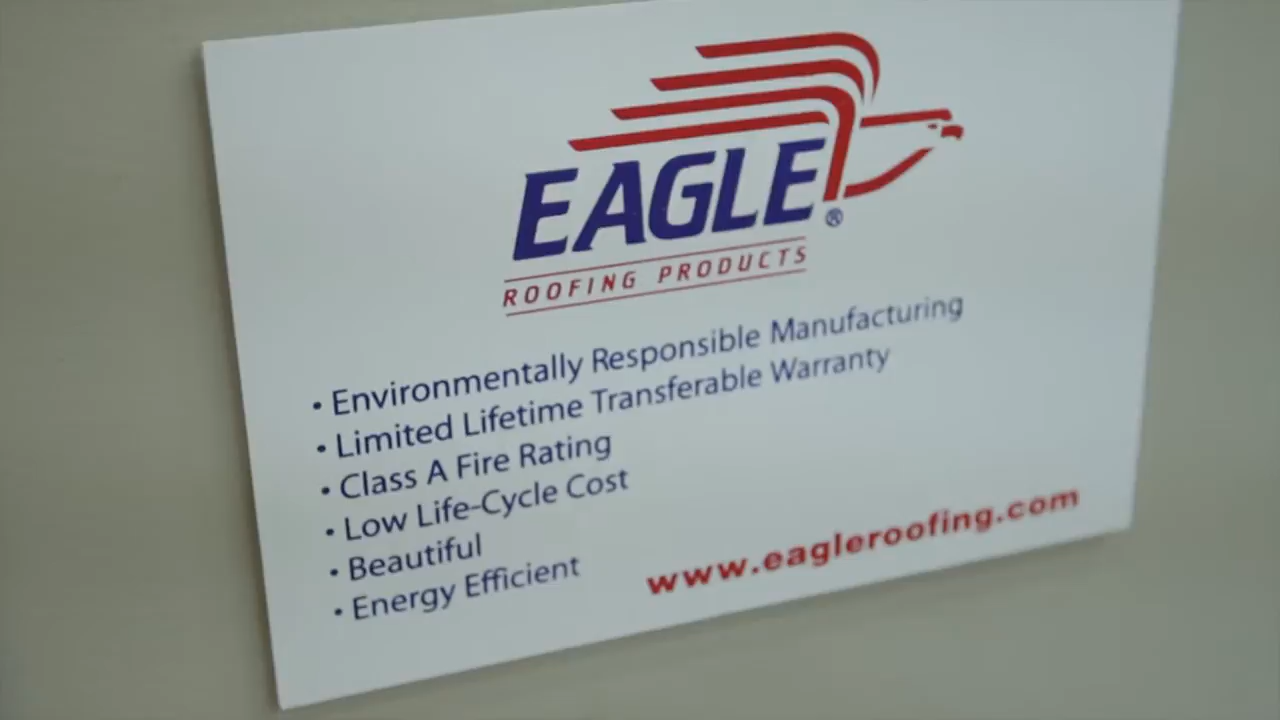 EAGLE®
ROOFING PRODUCTS
• Environmentally Responsible Manufacturing
• Limited Lifetime Transferable Warranty
• Class A Fire Rating
• Low Life-Cycle Cost
• Beautiful
• Energy Efficient
www.eagleroofing.com